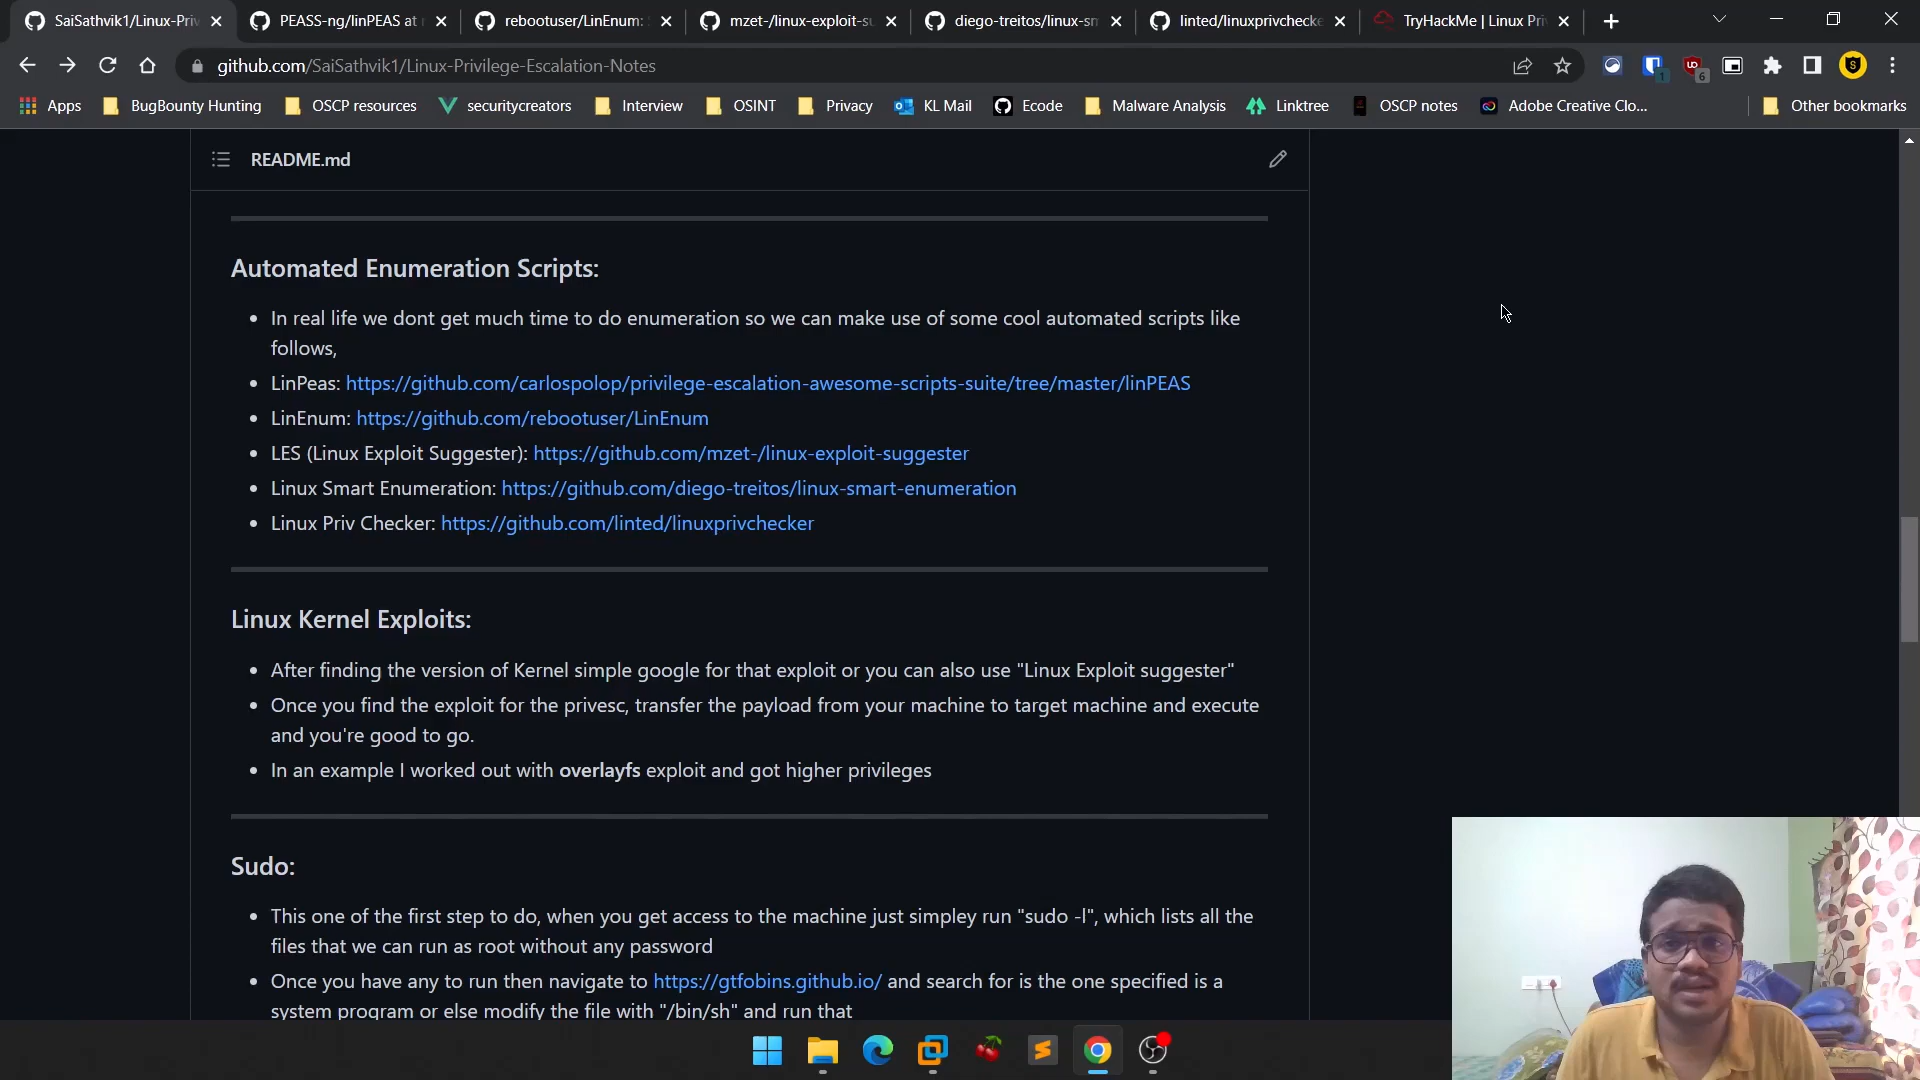 SaiSathvik1/Linux-Priv
PEASS-ng/linPEAS at
rebootuser/LinEnum:
mzet-/linux-exploit-su
diego-treitos/linux-sm
linted/linuxprivchecke
TryHackMe | Linux Pri
github.com/SaiSathvik1/Linux-Privilege-Escalation-Notes
Apps
BugBounty Hunting
OSCP resources
securitycreators
Interview
OSINT
Privacy
KL Mail
Ecode
Malware Analysis
Linktree
OSCP notes
Adobe Creative Clo...
Other bookmarks
README.md
Automated Enumeration Scripts:
In real life we dont get much time to do enumeration so we can make use of some cool automated scripts like
follows,
LinPeas: https://github.com/carlospolop/privilege-escalation-awesome-scripts-suite/tree/master/linPEAS
LinEnum: https://github.com/rebootuser/LinEnum
LES (Linux Exploit Suggester): https://github.com/mzet-/linux-exploit-suggester
Linux Smart Enumeration: https://github.com/diego-treitos/linux-smart-enumeration
Linux Priv Checker: https://github.com/linted/linuxprivchecker
Linux Kernel Exploits:
After finding the version of Kernel simple google for that exploit or you can also use "Linux Exploit suggester"
Once you find the exploit for the privesc, transfer the payload from your machine to target machine and execute
and you're good to go.
In an example I worked out with overlayfs exploit and got higher privileges
Sudo:
This one of the first step to do, when you get access to the machine just simpley run "sudo -l", which lists all the
files that we can run as root without any password
Once you have any to run then navigate to https://gtfobins.github.io/ and search for is the one specified is a
system program or else modify the file with "/bin/sh" and run that